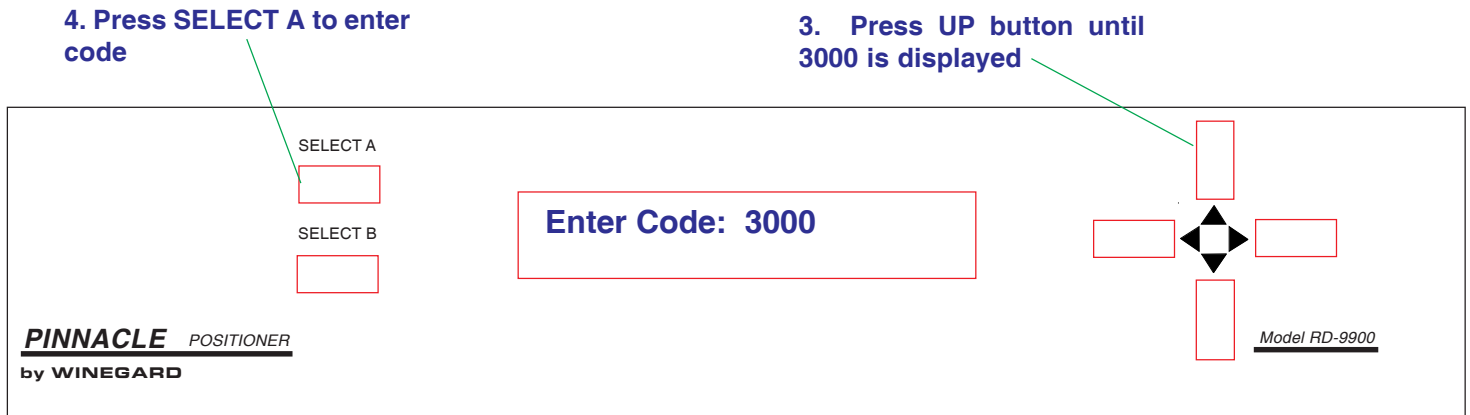 4. Press SELECT A to enter
code
3. Press UP button until
3000 is displayed
SELECT A
Enter Code: 3000
SELECT B
PINNACLE POSITIONER
by WINEGARD
Model RD-9900